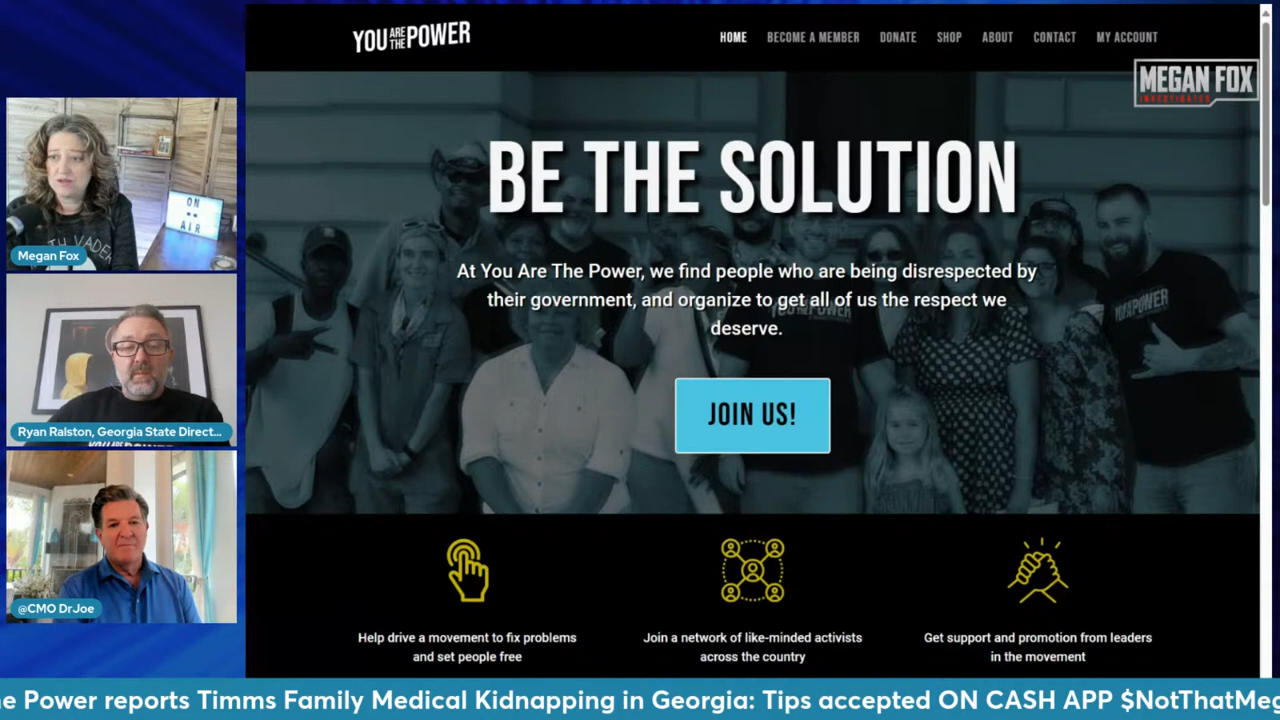 YOU ARE THE POWER
HOME BECOME A MEMBER DONATE SHOP ABOUT CONTACT MY ACCOUNT
MEGAN FOX
INVESTIGATES
BE THE SOLUTION
At You Are The Power, we find people who are being disrespected by
their government, and organize to get all of us the respect we
deserve.
JOIN US!
ON
AIR
Megan Fox
Ryan Ralston, Georgia State Direct...
@CMO DrJoe
Help drive a movement to fix problems
and set people free
Join a network of like-minded activists
across the country
Get support and promotion from leaders
in the movement
e Power reports Timms Family Medical Kidnapping in Georgia: Tips accepted ON CASH APP $NotThatMeg